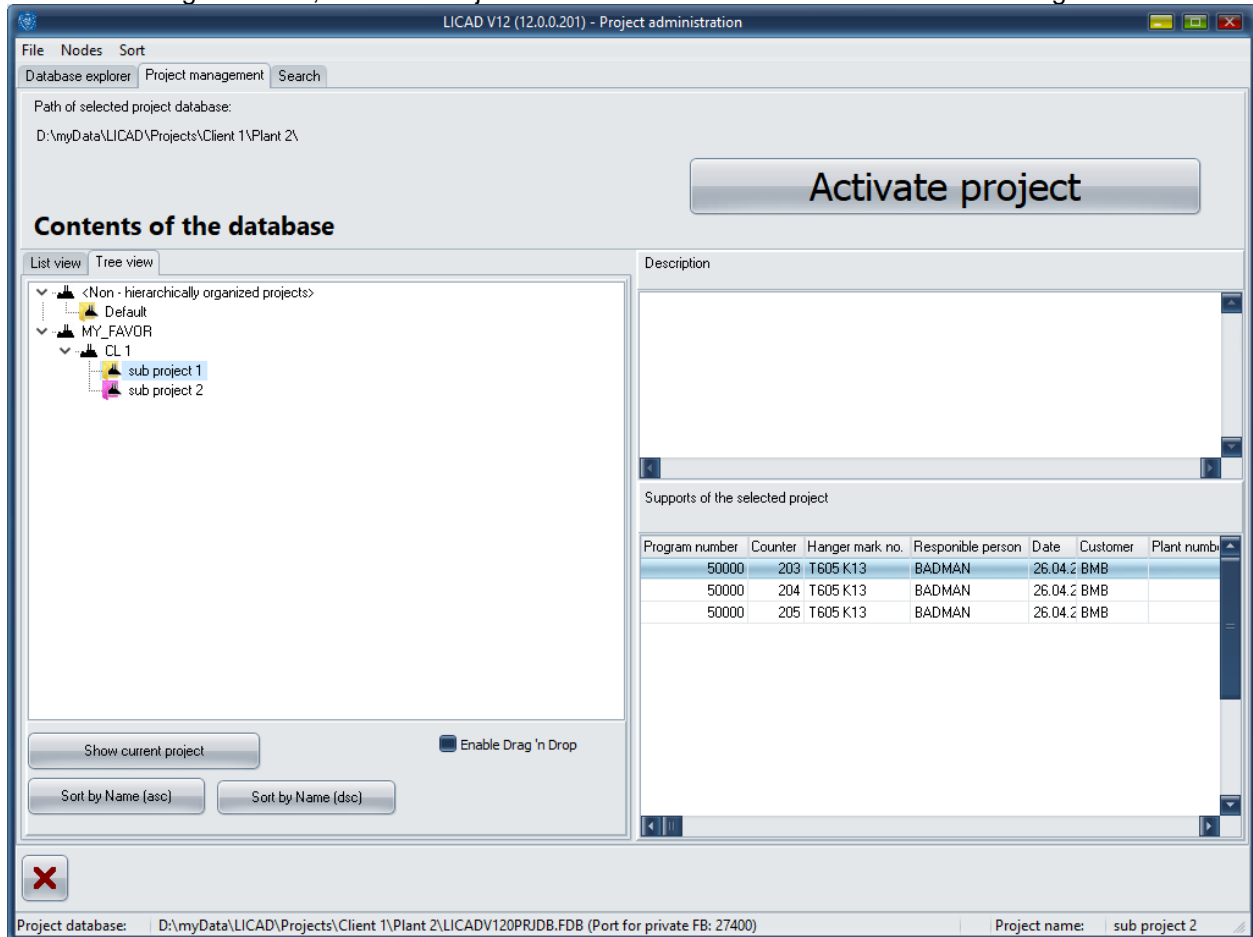 LICAD V12 (12.0.0.201) - Project administration
File Nodes Sort
Database explorer Project management Search
Path of selected project database:
D:\myData\LICAD\Projects\Client 1\Plant 2\
Activate project
Contents of the database
List view Tree view
Description
<Non - hierarchically organized projects>
Default
MY_FAVOR
CL 1
sub project 1
sub project 2
Supports of the selected project
Program number Counter Hanger mark no. Responible person Date Customer Plant numb
50000 203 T605 K13 BADMAN 26.04.2 BMB
50000 204 T605 K13 BADMAN 26.04.2 BMB
50000 205 T605 K13 BADMAN 26.04.2 BMB
Show current project
Enable Drag 'n Drop
Sort by Name (asc) Sort by Name (dsc)
Project database: D:\myData\LICAD\Projects\Client 1\Plant 2\LICADV120PRJDB.FDB (Port for private FB: 27400) Project name: sub project 2